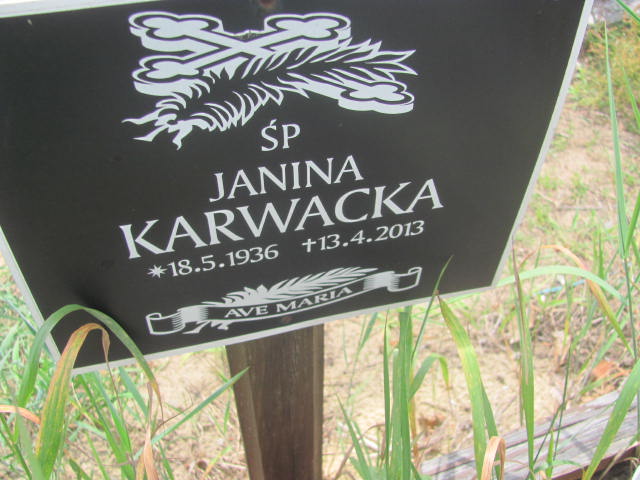 ŚP
JANINA
KARWACKA
✴18.5.1936 ✝13.4.2013
AVE MARIA